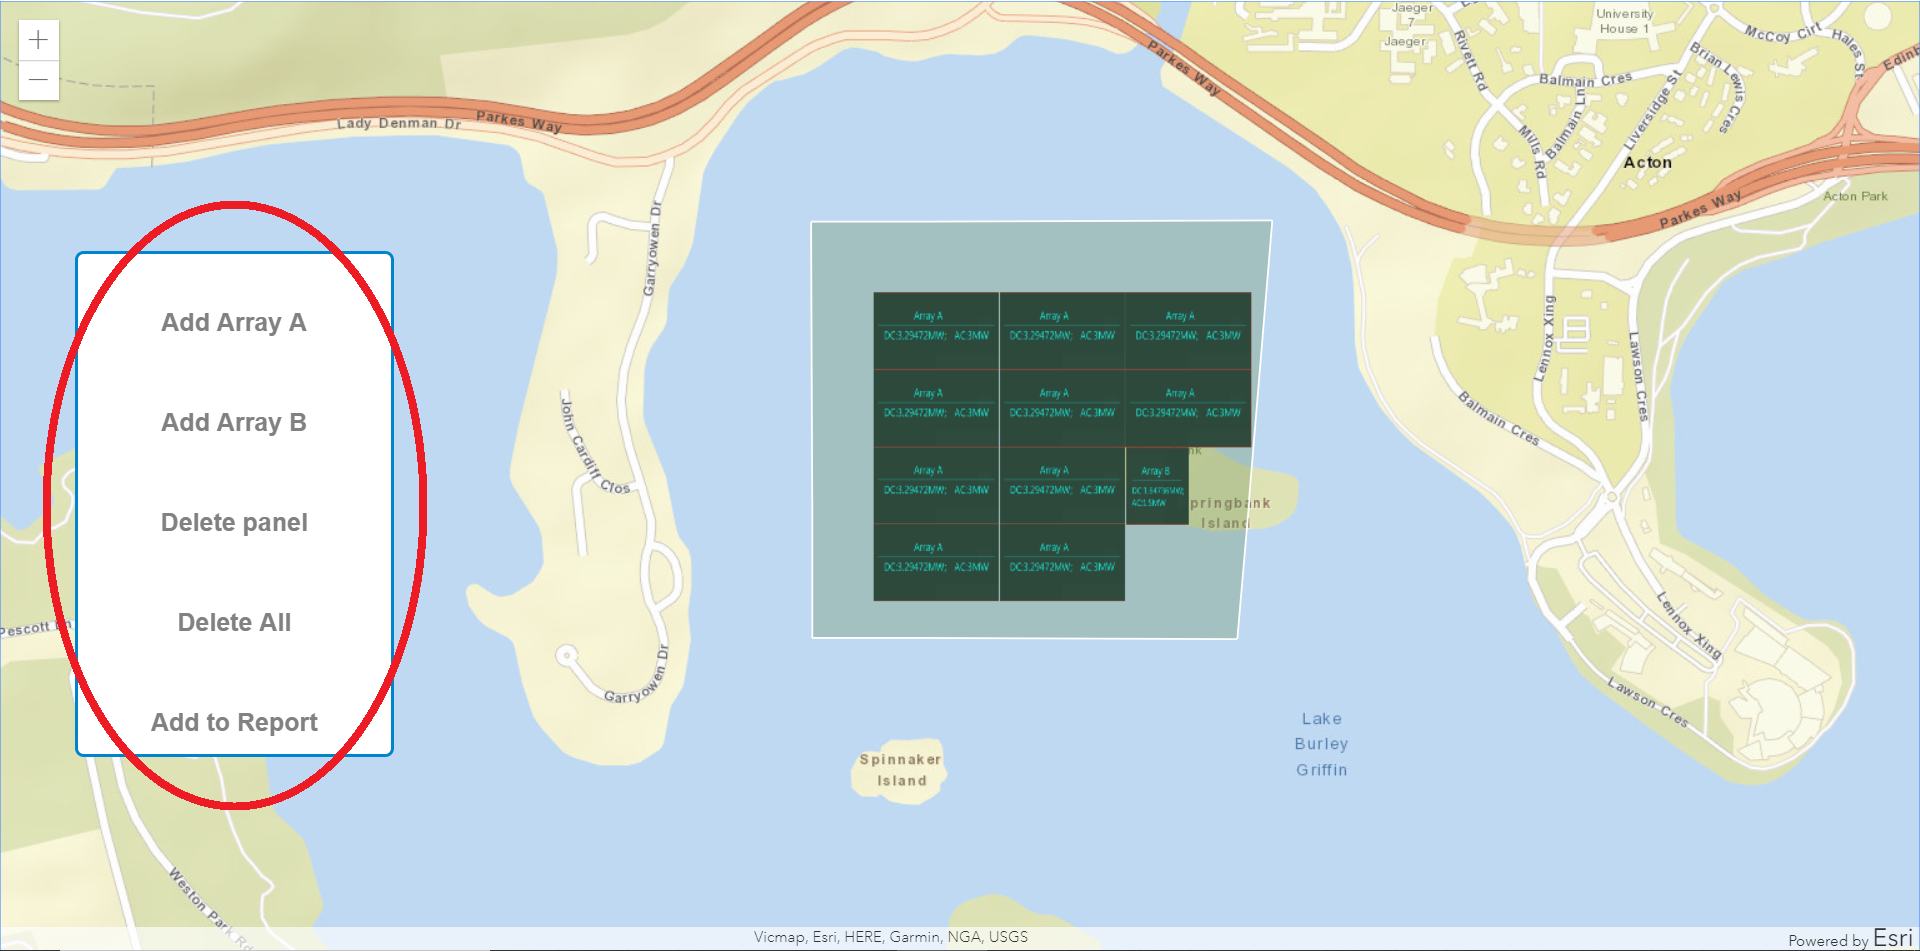 +
−
Add Array A
Add Array B
Delete panel
Delete All
Add to Report
Lady Denman Dr
Parkes Way
Garryowen Dr
John Cardiff Clos
Garryowen Dr
Pescott Ln
Weston Park Rd
Spinnaker
Island
Array A
DC:3.29472MW; AC:3MW
Array A
DC:3.29472MW; AC:3MW
Array A
DC:3.29472MW; AC:3MW
Array A
DC:3.29472MW; AC:3MW
Array A
DC:3.29472MW; AC:3MW
Array A
DC:3.29472MW; AC:3MW
Array A
DC:3.29472MW; AC:3MW
Array A
DC:3.29472MW; AC:3MW
Array B
DC:1.64736MW;
AC:1.5MW
Array A
DC:3.29472MW; AC:3MW
Array A
DC:3.29472MW; AC:3MW
nk
pringbank
Island
Lake
Burley
Griffin
Parkes Way
Jaeger
7
Jaeger
Rivett Rd
University
House 1
Balmain Cres
Balmain Ln
Mills Rd
Liversidge St
Brian Lewis Cres
McCoy Cirt
Hales St
Edinb
Acton
Parkes Way
Acton Park
Lennox Xing
Lawson Cres
Balmain Cres
Lennox Xing
Lawson Cres
Vicmap, Esri, HERE, Garmin, NGA, USGS
Powered by Esri